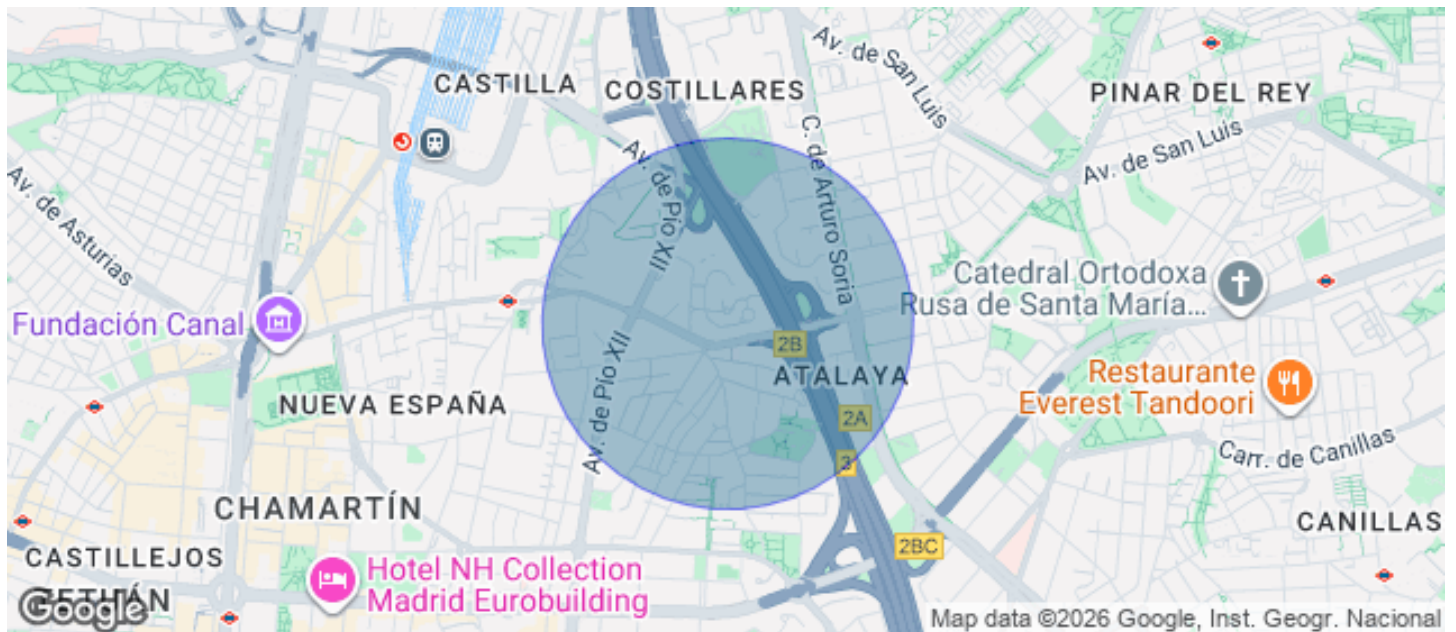 Av. de San Luis
CASTILLA
COSTILLARES
PINAR DEL REY
Av. de San Luis
Av. de Pío XII
C. de Arturo Soria
Av. de Asturias
Catedral Ortodoxa
Rusa de Santa María...
Fundación Canal
2B
Av. de Pío XII
ATALAYA
Restaurante
Everest Tandoori
NUEVA ESPAÑA
2A
Carr. de Canillas
3
CHAMARTÍN
CANILLAS
2BC
CASTILLEJOS
Hotel NH Collection
Madrid Eurobuilding
Google
Map data ©2026 Google, Inst. Geogr. Nacional